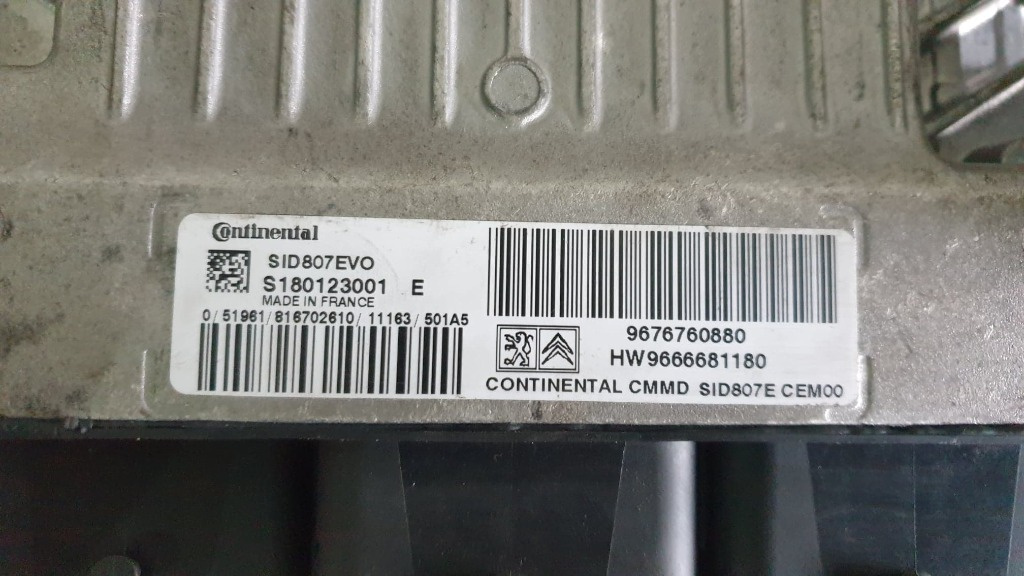 Continental
SID807EVO
S180123001 E
MADE IN FRANCE
0/51961/816702610/11163/501A5
9676760880
HW9666681180
CONTINENTAL CMMD SID807E CEM00